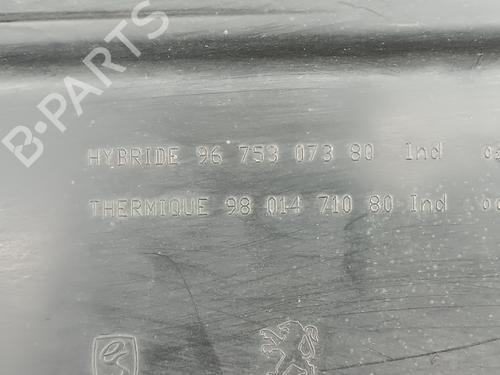 B-PARTS
HYBRIDE 96 753 073 80 Ind
THERMIQUE 98 014 710 80 Ind